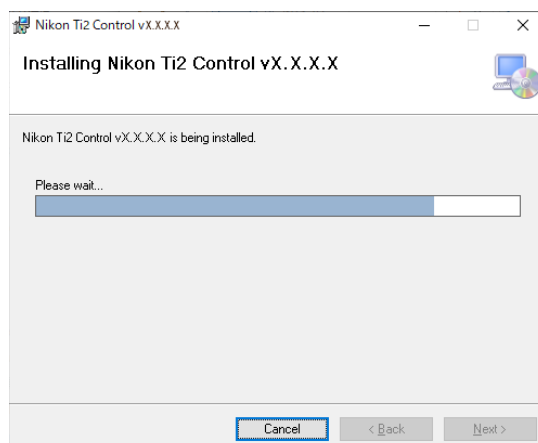 Nikon Ti2 Control vX.X.X.X
Installing Nikon Ti2 Control vX.X.X.X
Nikon Ti2 Control vX.X.X.X is being installed.
Please wait...
Cancel
< Back
Next >